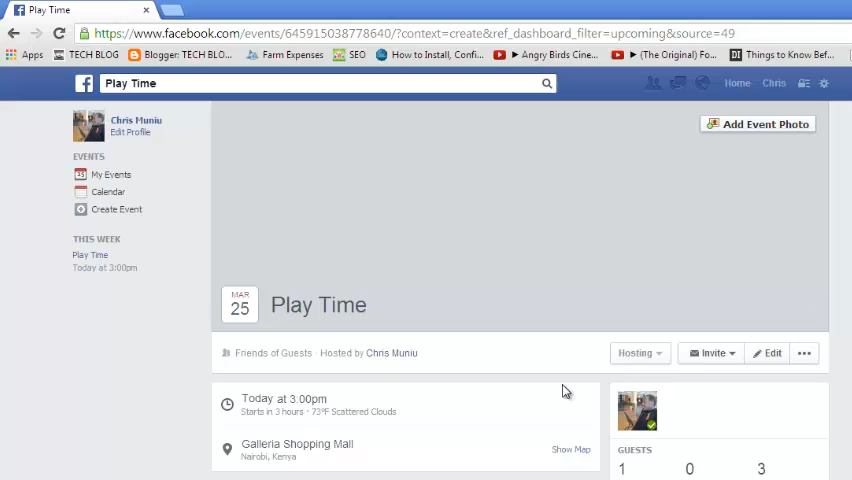 Play Time
https://www.facebook.com/events/645915038778640/?context=create&ref_dashboard_filter=upcoming&source=49
Apps TECH BLOG Blogger: TECH BLO... Farm Expenses SEO How to Install, Confi... Angry Birds Cine... (The Original) Fo... Things to Know Bef...
Play Time Home Chris
Chris Muniu
Edit Profile
Add Event Photo
EVENTS
My Events
Calendar
Create Event
THIS WEEK
Play Time
Today at 3:00pm
MAR
25
Play Time
Friends of Guests · Hosted by Chris Muniu
Hosting Invite Edit
Today at 3:00pm
Starts in 3 hours · 73°F Scattered Clouds
Galleria Shopping Mall
Nairobi, Kenya
Show Map
GUESTS
1 0 3